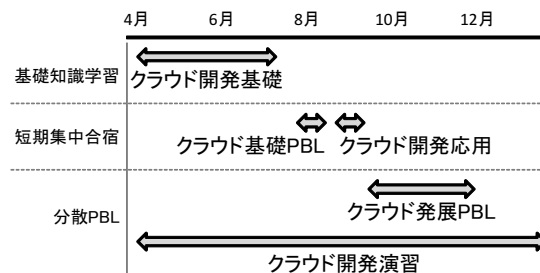 4月 6月 8月 10月 12月
基礎知識学習
クラウド開発基礎
短期集中合宿
クラウド基礎PBL クラウド開発応用
クラウド発展PBL
分散PBL
クラウド開発演習